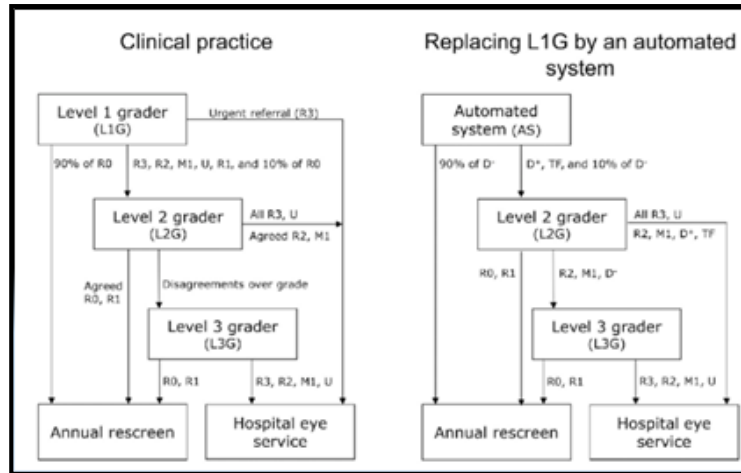 Clinical practice
Level 1 grader
(L1G)
Urgent referral (R3)
90% of R0
R3, R2, M1, U, R1, and 10% of R0
Level 2 grader
(L2G)
All R3, U
Agreed R2, M1
Agreed
R0, R1
Disagreements over grade
Level 3 grader
(L3G)
R0, R1
R3, R2, M1, U
Annual rescreen
Hospital eye
service
Replacing L1G by an automated
system
Automated
system (AS)
90% of D⁻
D⁺, TF, and 10% of D⁻
Level 2 grader
(L2G)
All R3, U
R2, M1, D⁺, TF
R0, R1
R2, M1, D⁻
Level 3 grader
(L3G)
R0, R1
R3, R2, M1, U
Annual rescreen
Hospital eye
service